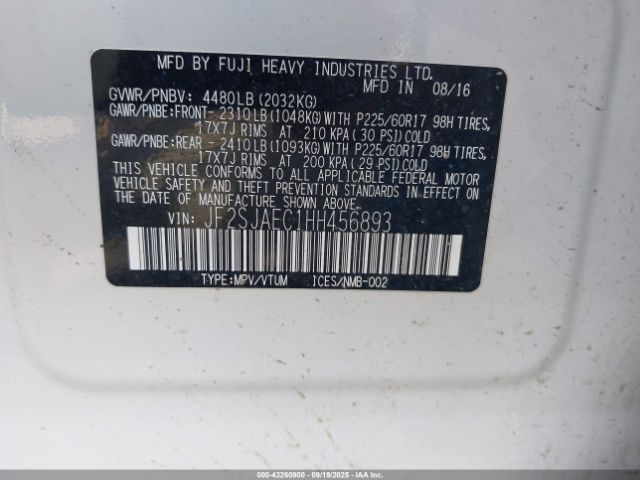 MFD BY FUJI HEAVY INDUSTRIES LTD.
MFD IN 08/16
GVWR/PNBV: 4480LB(2032KG)
GAWR/PNBE:FRONT- 2310LB(1048KG)WITH P225/60R17 98H TIRES,
17X7J RIMS AT 210 KPA(30 PSI)COLD
GAWR/PNBE:REAR - 2410LB(1093KG)WITH P225/60R17 98H TIRES,
17X7J RIMS AT 200 KPA(29 PSI)COLD
THIS VEHICLE CONFORMS TO ALL APPLICABLE FEDERAL MOTOR
VEHICLE SAFETY AND THEFT PREVENTION STANDARDS IN EFFECT ON
THE DATE OF MANUFACTURE SHOWN ABOVE.
VIN: JF2SJAEC1HH456893
TYPE:MPV/VTUM ICES/NMB-002
000-43260900 - 09/19/2025 - IAAI.COM